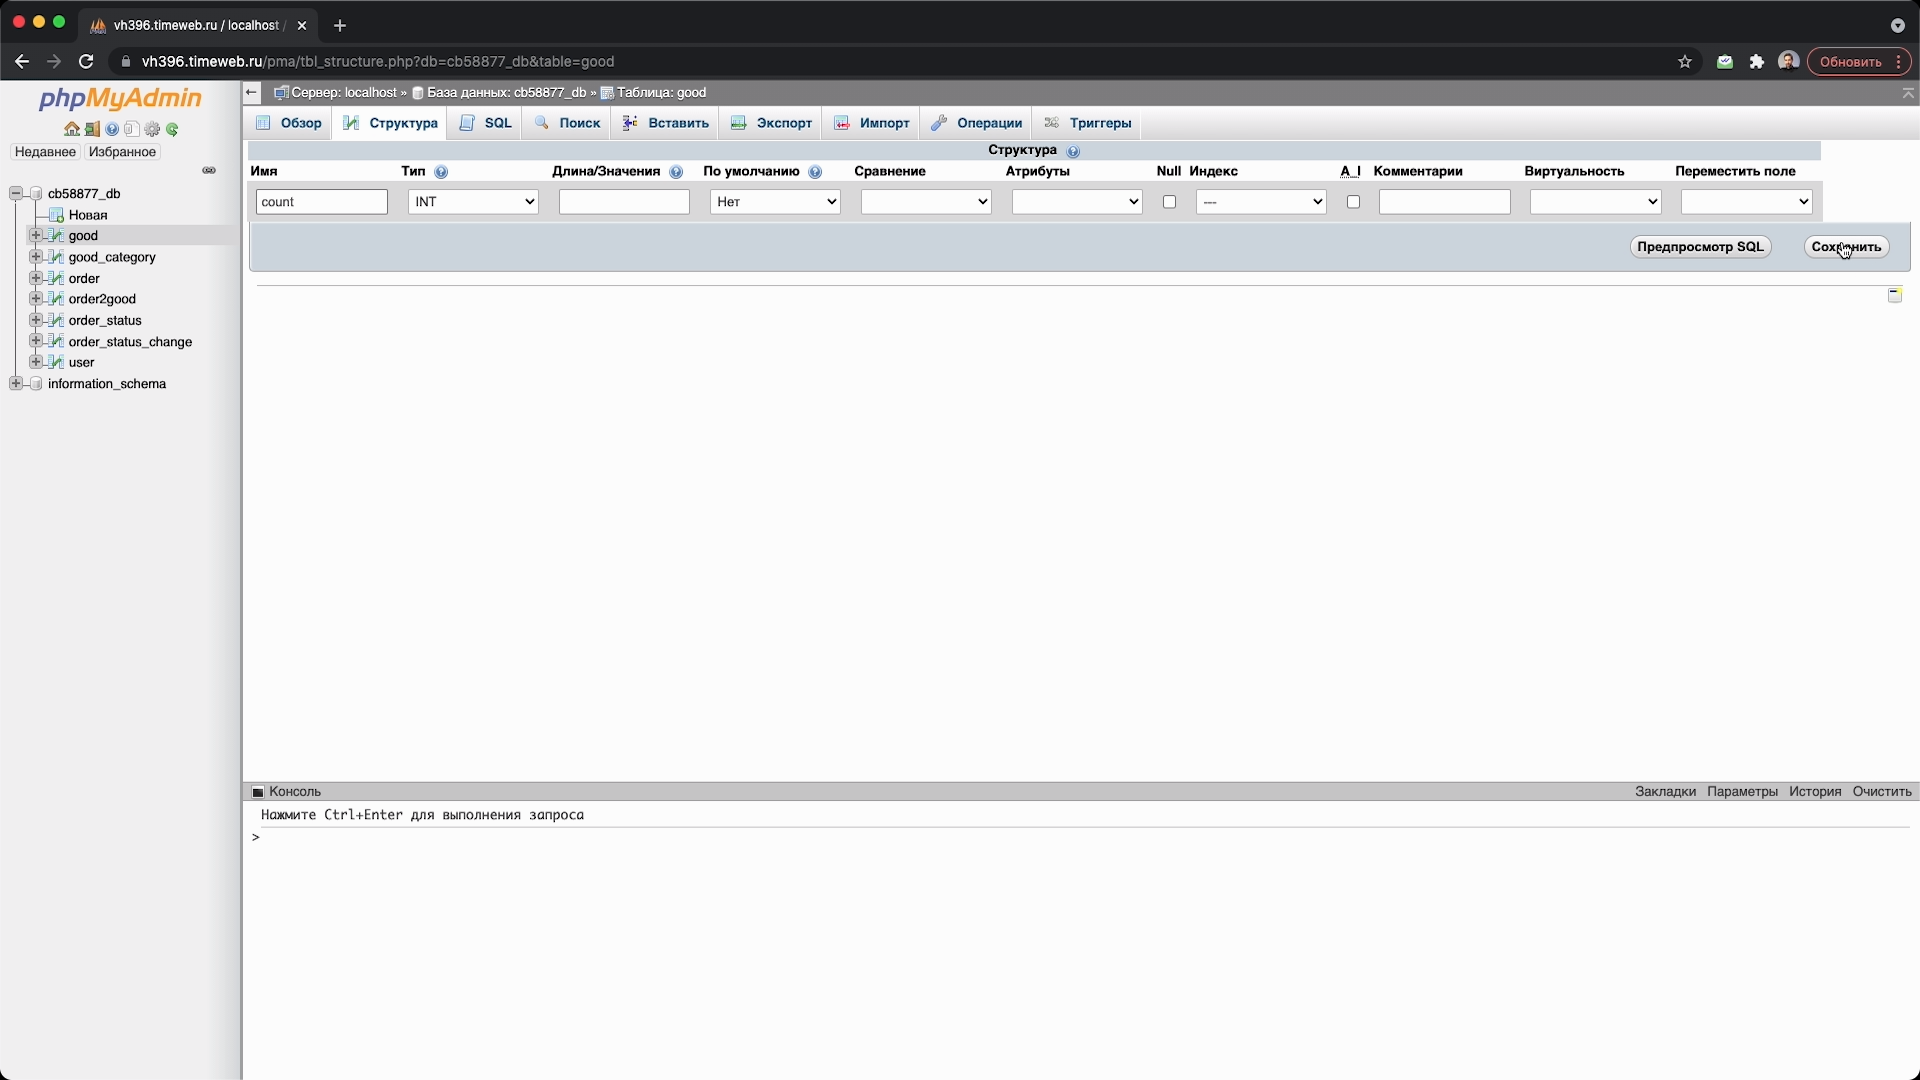 vh396.timeweb.ru / localhost /
vh396.timeweb.ru/pma/tbl_structure.php?db=cb58877_db&table=good
Обновить
phpMyAdmin
Недавнее Избранное
cb58877_db
Новая
good
good_category
order
order2good
order_status
order_status_change
user
information_schema
Сервер: localhost » База данных: cb58877_db » Таблица: good
Обзор Структура SQL Поиск Вставить Экспорт Импорт Операции Триггеры
Структура
Имя Тип Длина/Значения По умолчанию Сравнение Атрибуты Null Индекс A_I Комментарии Виртуальность Переместить поле
count INT Нет ---
Предпросмотр SQL Сохранить
Консоль Закладки Параметры История Очистить
Нажмите Ctrl+Enter для выполнения запроса
>